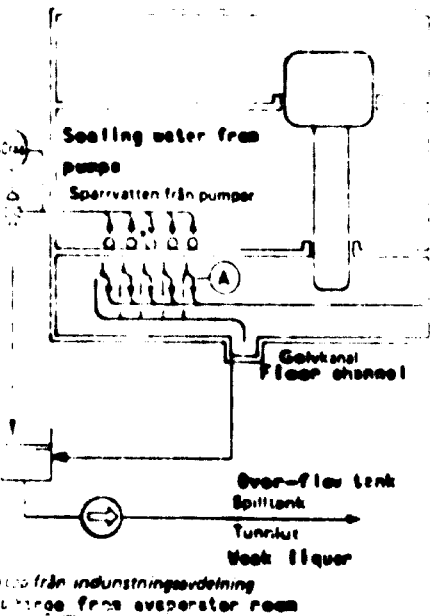 Sealing water from
pumps
Spärrvatten från pumpar
A
Golvkanal
Floor channel
Over-flow tank
Spilltank
Tunnlut
Weak liquor
från indunstningsavdelning
from evaporator room